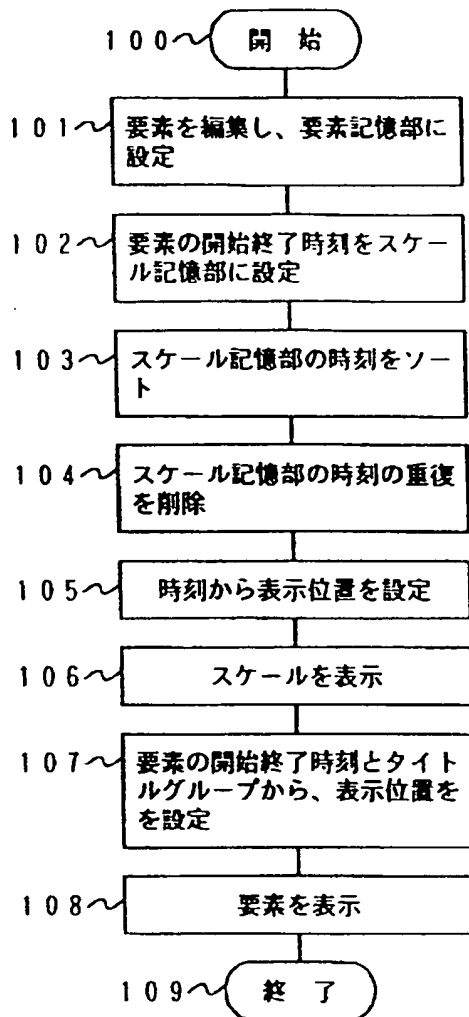 100 開始
101 要素を編集し、要素記憶部に
設定
102 要素の開始終了時刻をスケー
ル記憶部に設定
103 スケール記憶部の時刻をソー
ト
104 スケール記憶部の時刻の重複
を削除
105 時刻から表示位置を設定
106 スケールを表示
107 要素の開始終了時刻とタイト
ルグループから、表示位置を
を設定
108 要素を表示
109 終了